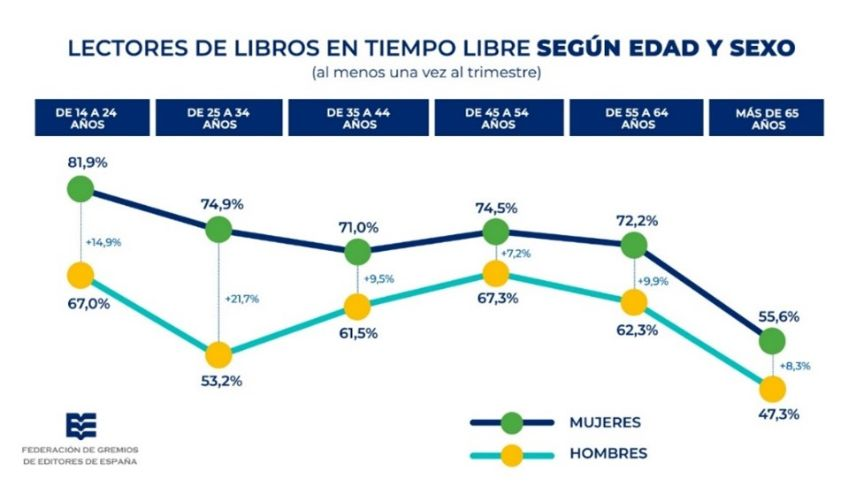 LECTORES DE LIBROS EN TIEMPO LIBRE SEGÚN EDAD Y SEXO
(al menos una vez al trimestre)
DE 14 A 24
AÑOS
DE 25 A 34
AÑOS
DE 35 A 44
AÑOS
DE 45 A 54
AÑOS
DE 55 A 64
AÑOS
MÁS DE 65
AÑOS
81,9%
74,9%
71,0%
74,5%
72,2%
55,6%
+14,9%
+21,7%
+9,5%
+7,2%
+9,9%
+8,3%
67,0%
53,2%
61,5%
67,3%
62,3%
47,3%
MUJERES
HOMBRES
FEDERACIÓN DE GREMIOS
DE EDITORES DE ESPAÑA